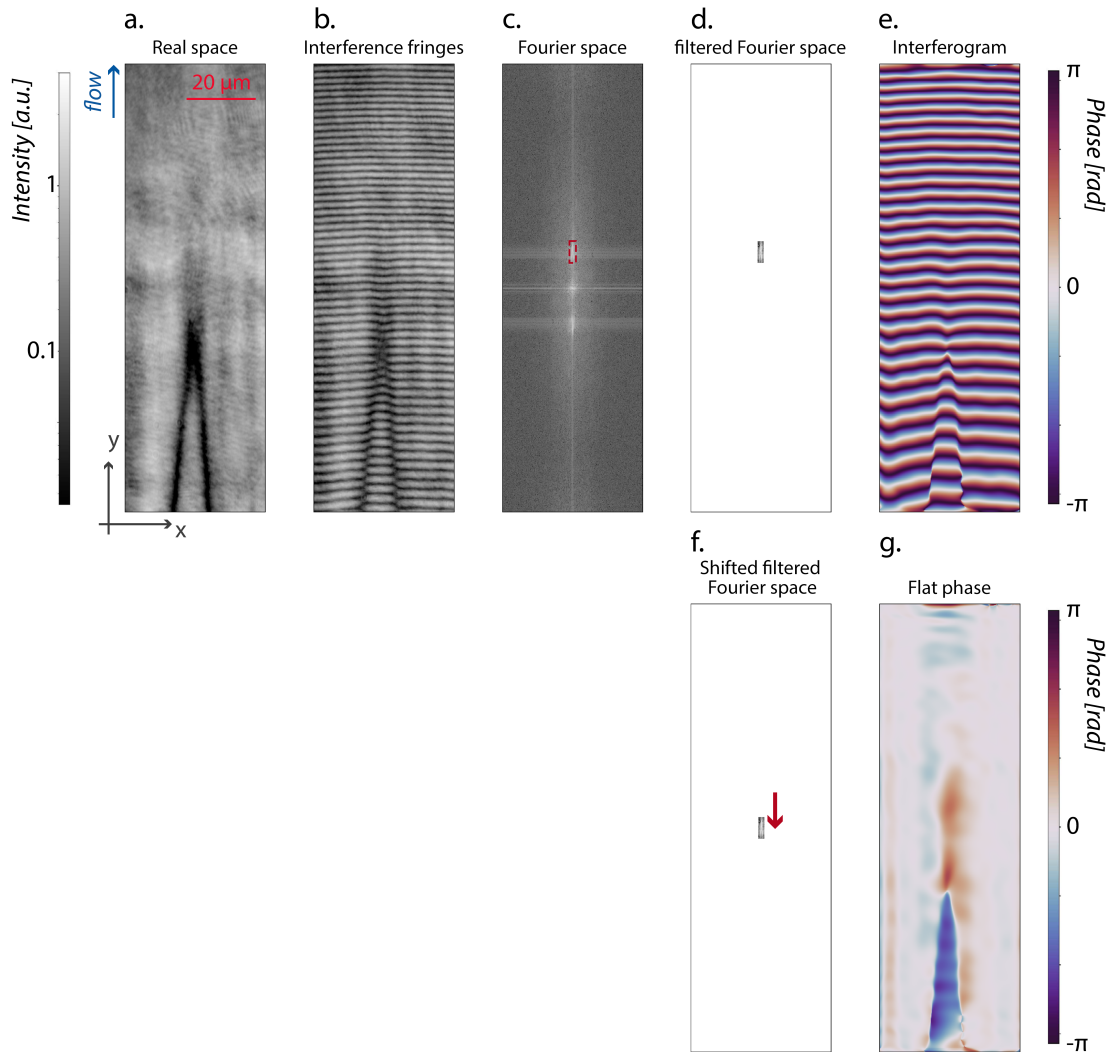 a.
Real space
b.
Interference fringes
c.
Fourier space
d.
filtered Fourier space
e.
Interferogram
Intensity [a.u.]
1
0.1
flow
20 μm
y
x
π
0
-π
Phase [rad]
f.
Shifted filtered
Fourier space
g.
Flat phase
π
0
-π
Phase [rad]